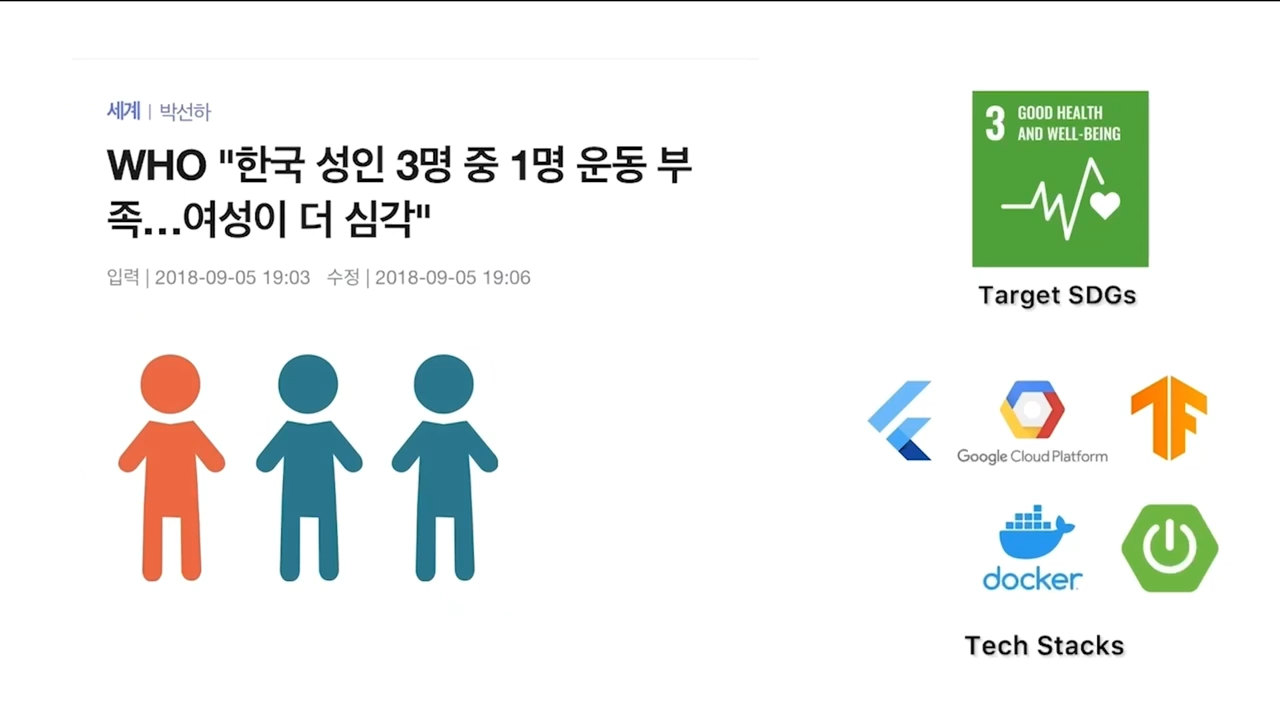 세계 | 박선하
WHO "한국 성인 3명 중 1명 운동 부
족...여성이 더 심각"
입력 | 2018-09-05 19:03 수정 | 2018-09-05 19:06
3 GOOD HEALTH
AND WELL-BEING
Target SDGs
Google Cloud Platform
docker
Tech Stacks